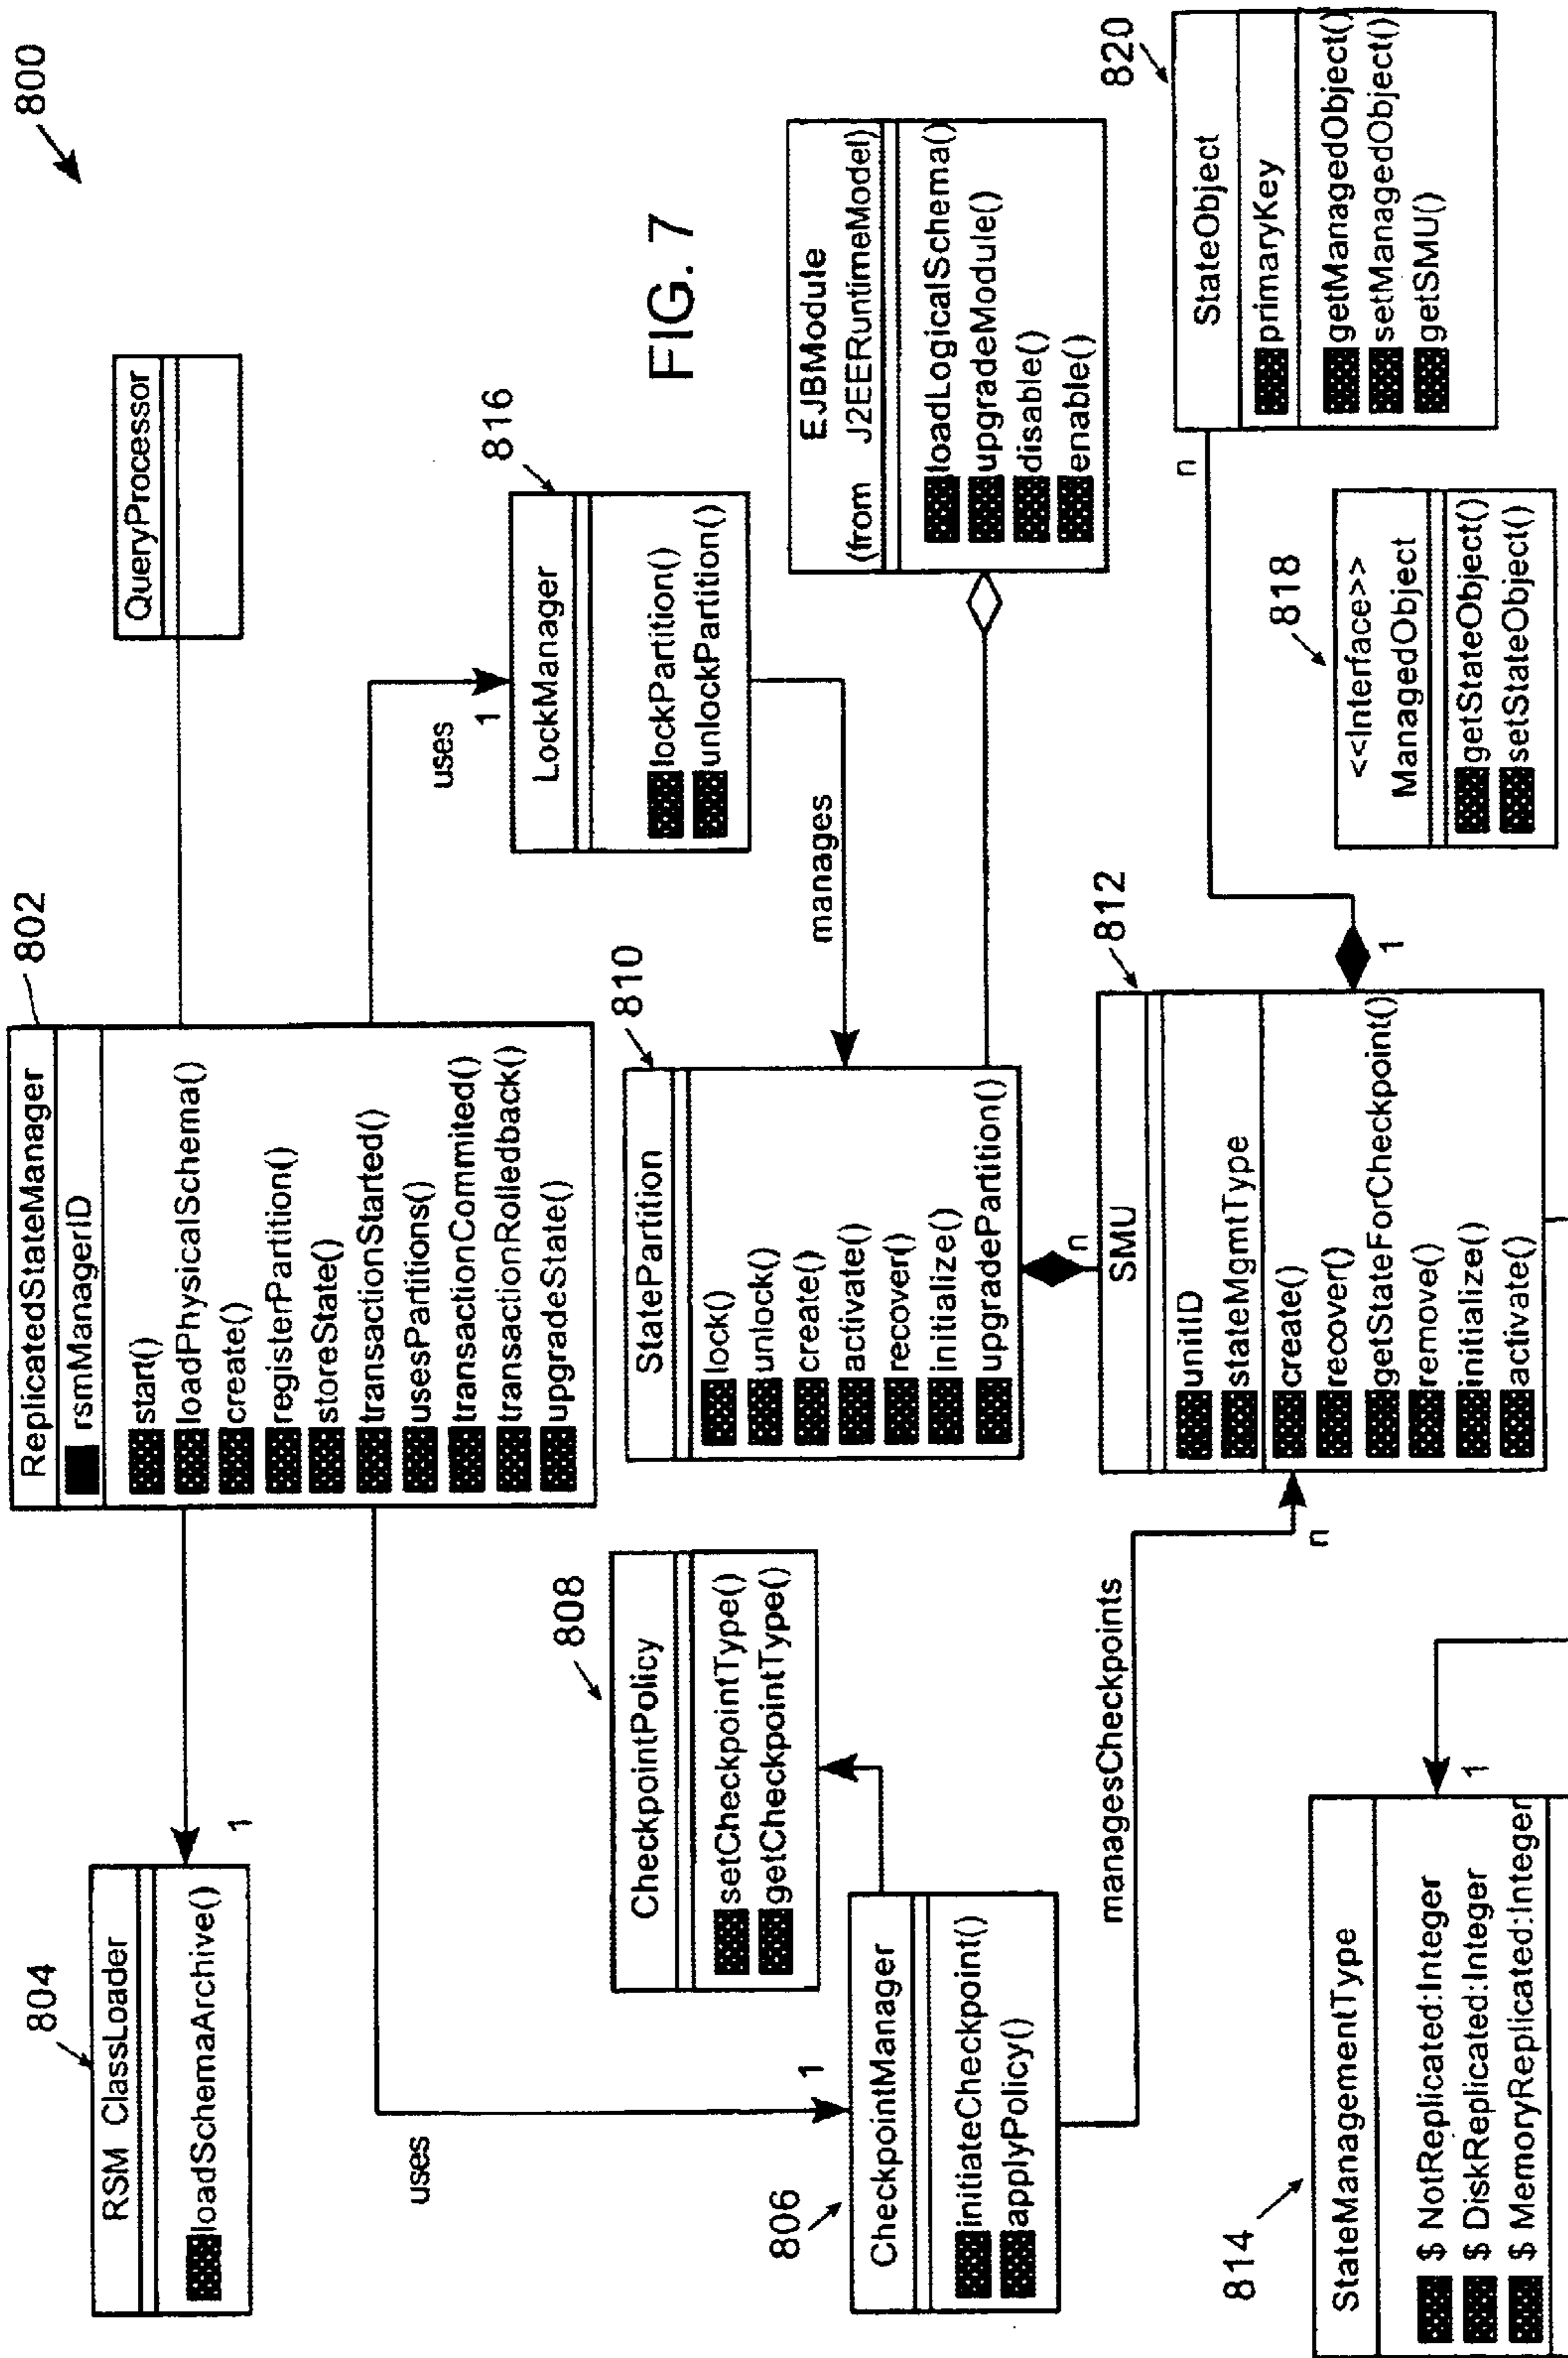 800
804
RSM ClassLoader
loadSchemaArchive()
1
802
ReplicatedStateManager
rsmManagerID
start()
loadPhysicalSchema()
create()
registerPartition()
storeState()
transactionStarted()
usesPartitions()
transactionCommited()
transactionRolledback()
upgradeState()
QueryProcessor
uses
1
uses
1
808
CheckpointPolicy
setCheckpointType()
getCheckpointType()
816
LockManager
lockPartition()
unlockPartition()
FIG. 7
manages
810
StatePartition
lock()
unlock()
create()
activate()
recover()
initialize()
upgradePartition()
n
EJBModule
(from J2EERuntimeModel)
loadLogicalSchema()
upgradeModule()
disable()
enable()
806
CheckpointManager
initiateCheckpoint()
applyPolicy()
managesCheckpoints
n
812
SMU
uniID
stateMgmtType
create()
recover()
getStateForCheckpoint()
remove()
initialize()
activate()
1
n
820
StateObject
primaryKey
getManagedObject()
setManagedObject()
getSMU()
818
<<Interface>>
ManagedObject
getStateObject()
setStateObject()
814
StateManagementType
$ NotReplicated:Integer
$ DiskReplicated:Integer
$ MemoryReplicated:Integer
1